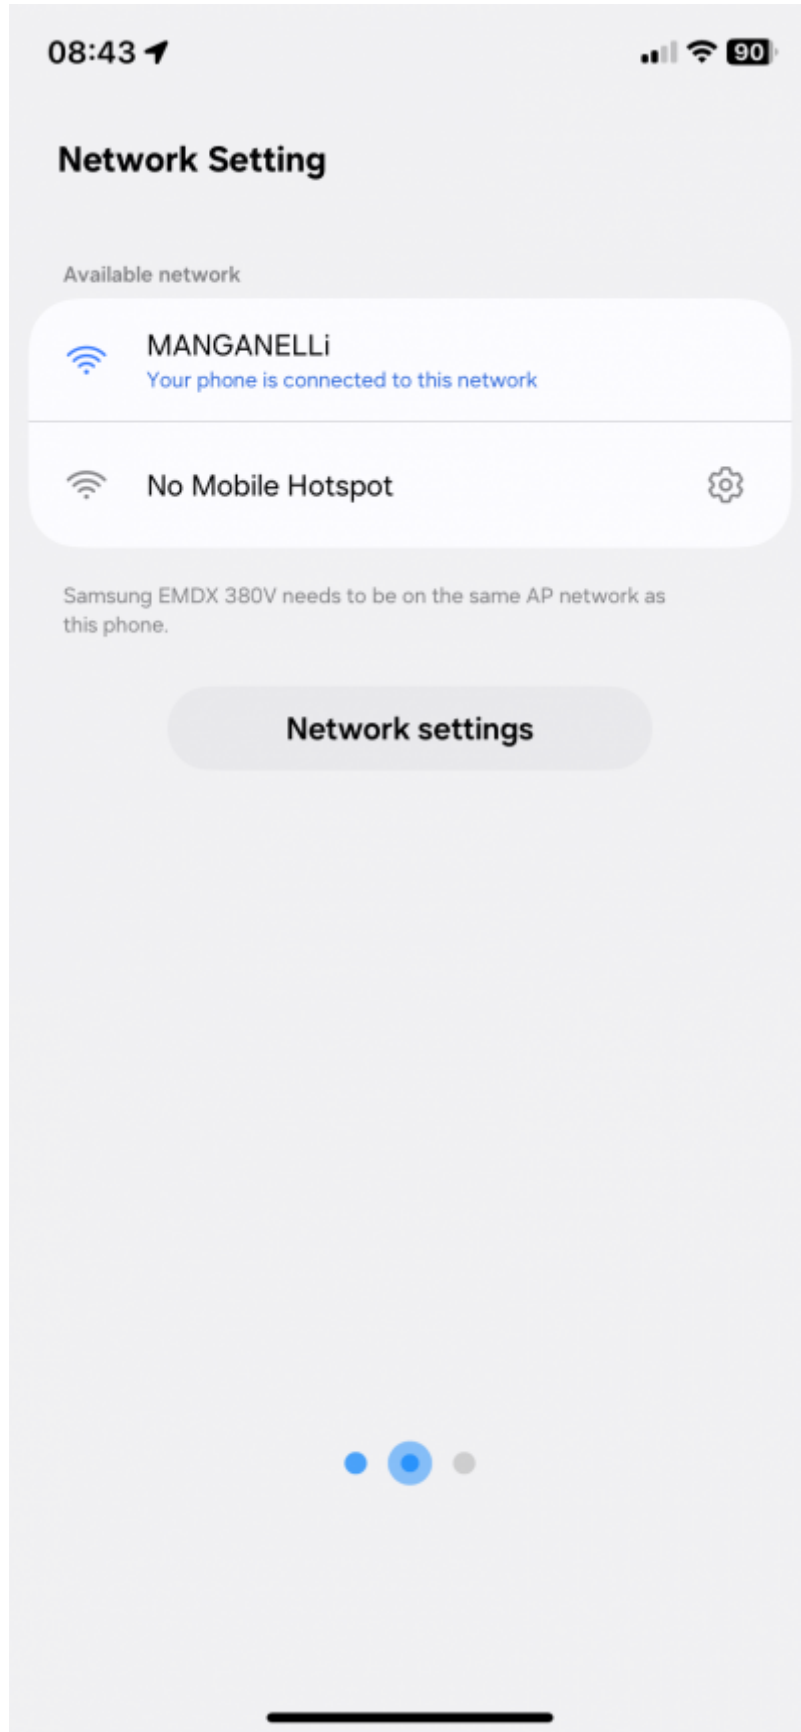 08:43
90
Network Setting
Available network
MANGANELLi
Your phone is connected to this network
No Mobile Hotspot
Samsung EMDX 380V needs to be on the same AP network as
this phone.
Network settings